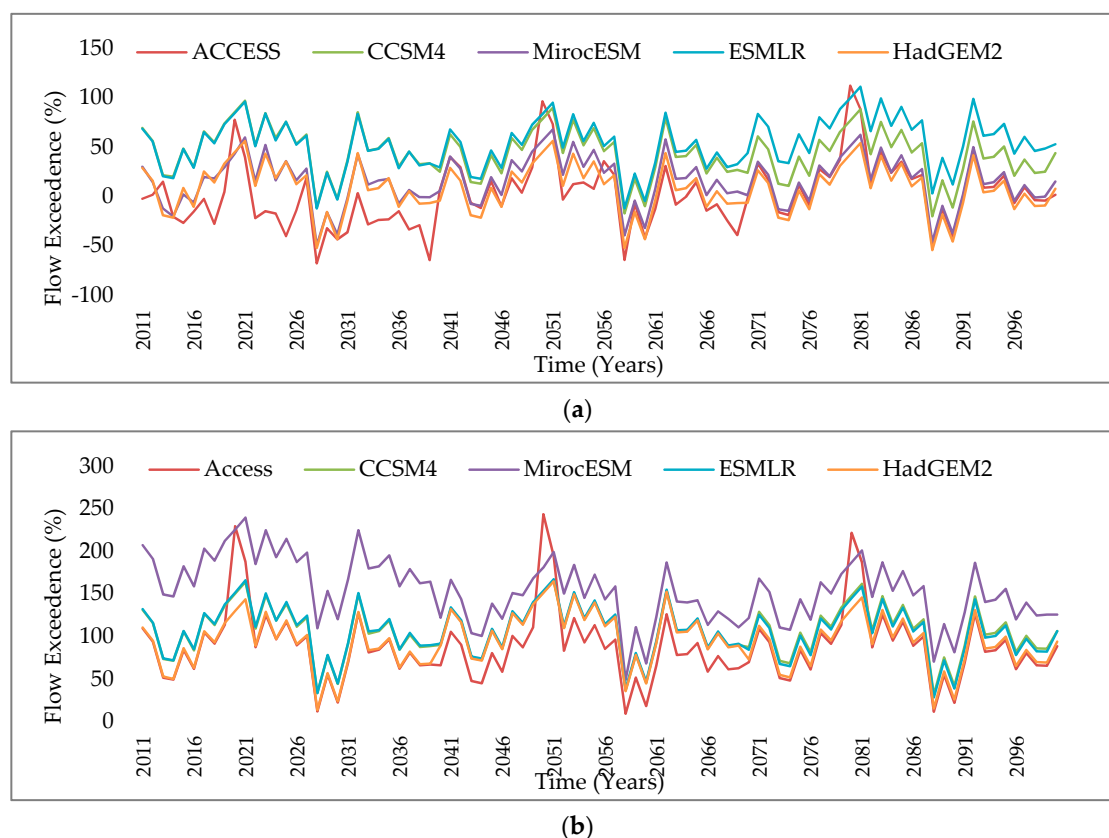 150
ACCESS CCSM4 MirocESM ESMLR HadGEM2
100
50
0
-50
-100
Flow Exceedence (%)
2011 2016 2021 2026 2031 2036 2041 2046 2051 2056 2061 2066 2071 2076 2081 2086 2091 2096
Time (Years)
(a)
300
Access CCSM4 MirocESM ESMLR HadGEM2
250
200
150
100
50
0
Flow Exceedence (%)
2011 2016 2021 2026 2031 2036 2041 2046 2051 2056 2061 2066 2071 2076 2081 2086 2091 2096
Time (Years)
(b)